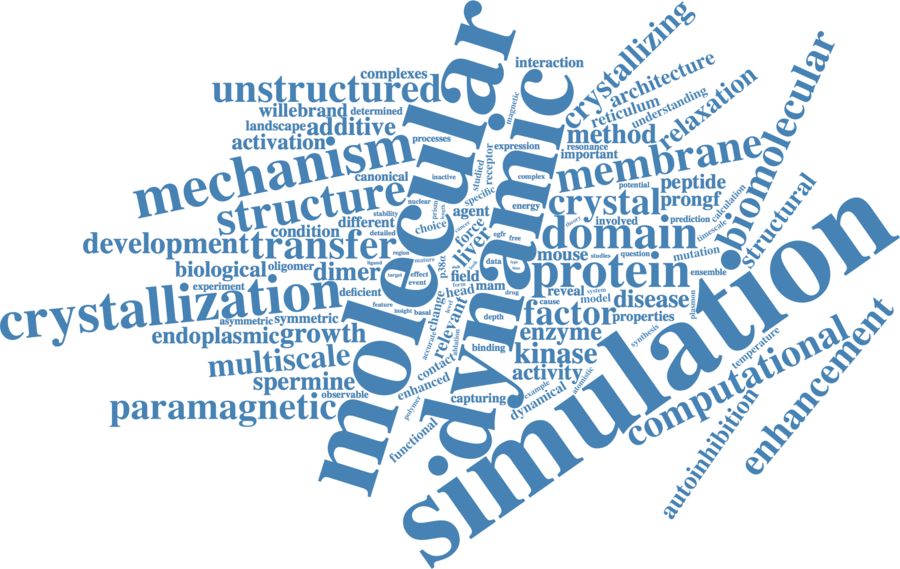 crystallizing
interaction
architecture
complexes
unstructured
reticulum
understanding
relaxation
biomolecular
willebrand
determined
magnetic
landscape
additive
method
activation
processes
expression
resonance
important
mechanism
molecular
dynamic
membrane
receptor
studied
canonical
inactive
complex
potential
peptide
structure
specific
nuclear
prism
energy
crystal
prongf
calculation
structural
stability
different
choice
agent
theory
involved
prediction
timescale
condition
detailed
force
cancer
egfr
free
domain
development
transfer
liver
mouse
studies
question
mutation
region
mature
biological
oligomer
dimer
ligand
target
effect
p38α
field
data
type
protein
ensemble
experiment
event
form
head
mam
drug
reveal
system
model
disease
deficient
crystallization
feature
insight
basal
change
relevant
depth
cause
factor
properties
plasmon
asymmetric
symmetric
endoplasmic
growth
accurate
ablation
enzyme
synthesis
simulation
multiscale
contact
binding
kinase
temperature
spermine
enhanced
activity
computational
observable
example
atomistic
paramagnetic
polymer
capturing
dynamical
functional
enhancement
autoinhibition